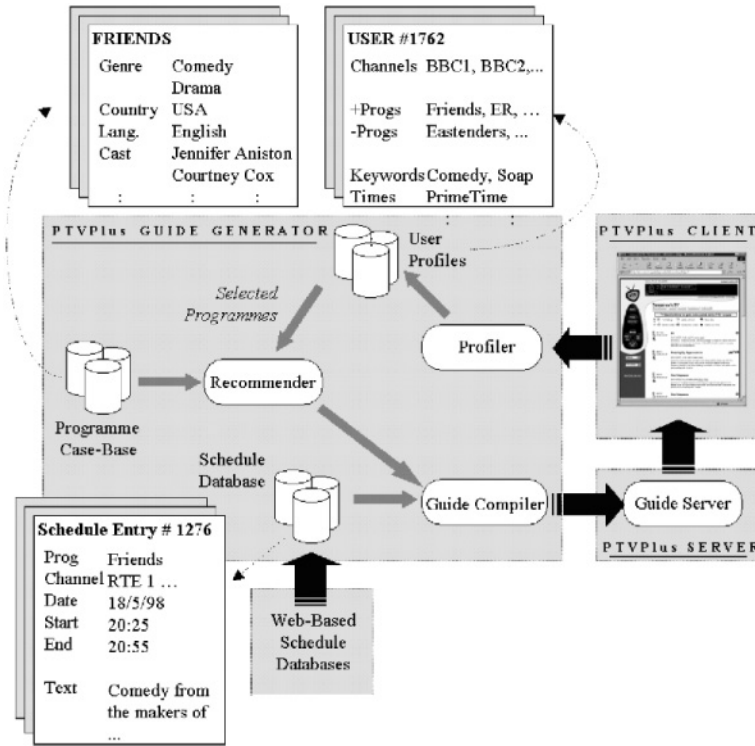 FRIENDS
Genre Comedy
Drama
Country USA
Lang. English
Cast Jennifer Aniston
Courtney Cox
: : :
USER #1762
Channels BBC1, BBC2,...
+Progs Friends, ER, ...
-Progs Eastenders, ...
Keywords Comedy, Soap
Times PrimeTime
: :
PTVPlus GUIDE GENERATOR
User
Profiles
PTVPlus CLIENT
Selected
Programmes
Profiler
Recommender
Programme
Case-Base
Schedule
Database
Guide Compiler
Guide Server
PTVPlus SERVER
Schedule Entry # 1276
Prog Friends
Channel RTE 1 ...
Date 18/5/98
Start 20:25
End 20:55
Text Comedy from
the makers of
...
Web-Based
Schedule
Databases